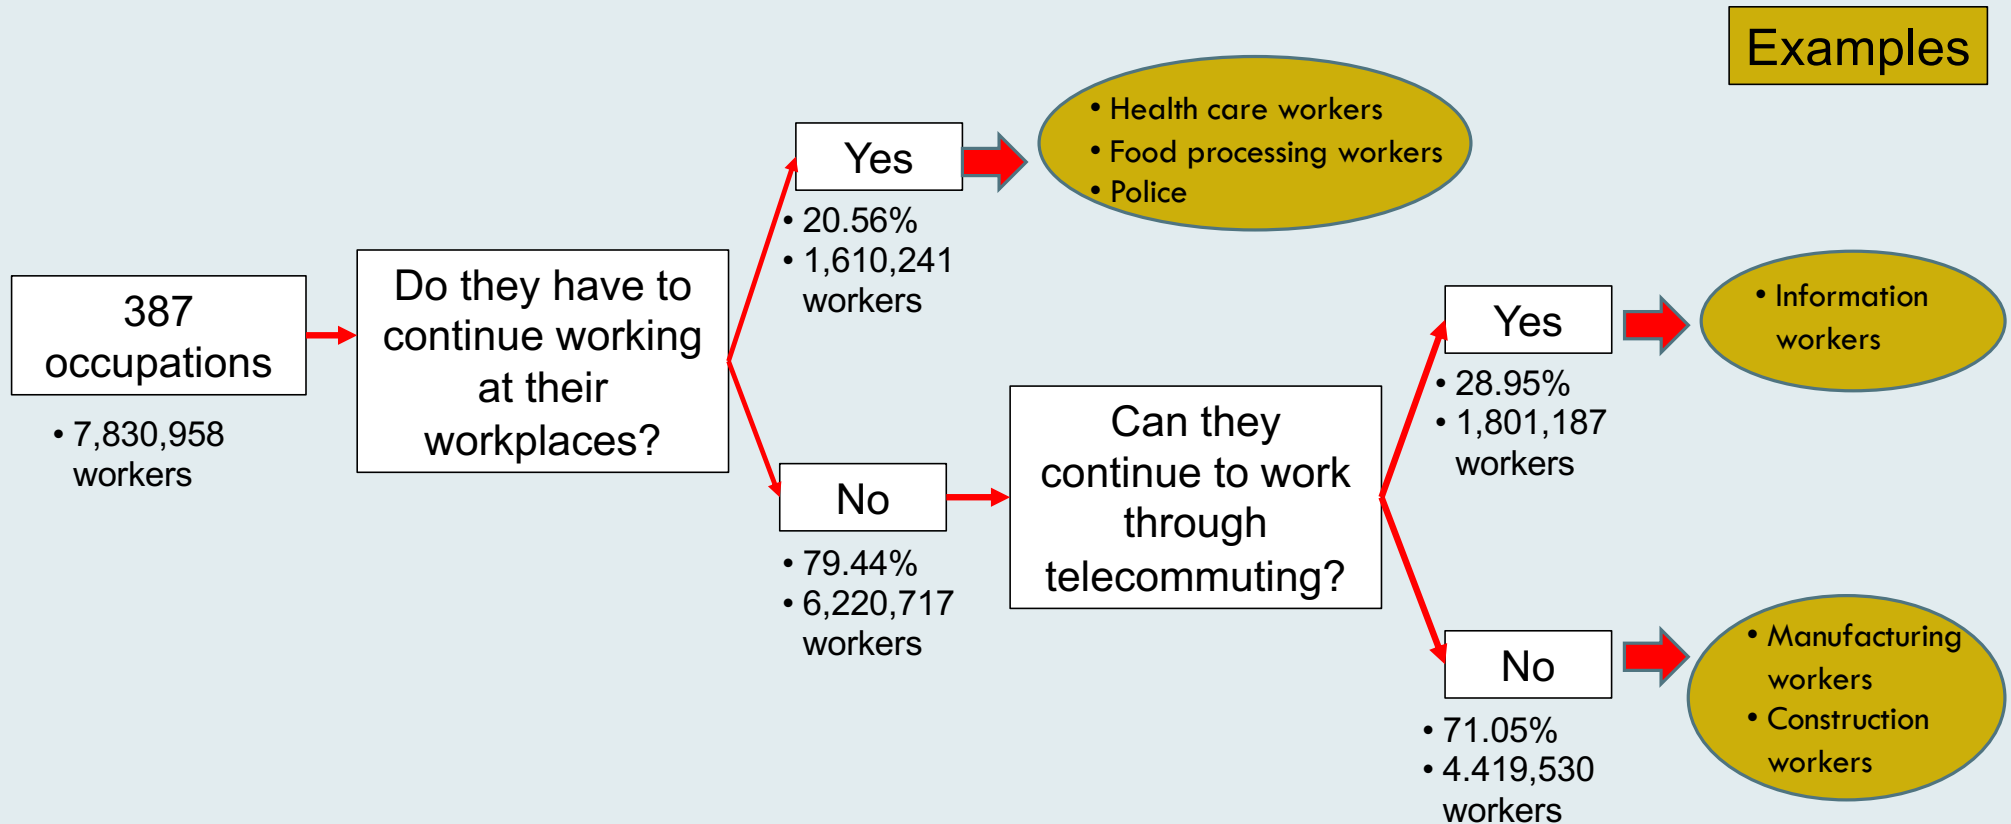 Examples
387
occupations
• 7,830,958
workers
Do they have to
continue working
at their
workplaces?
Yes
• 20.56%
• 1,610,241
workers
• Health care workers
• Food processing workers
• Police
No
• 79.44%
• 6,220,717
workers
Can they
continue to work
through
telecommuting?
Yes
• 28.95%
• 1,801,187
workers
• Information
workers
No
• 71.05%
• 4.419,530
workers
• Manufacturing
workers
• Construction
workers